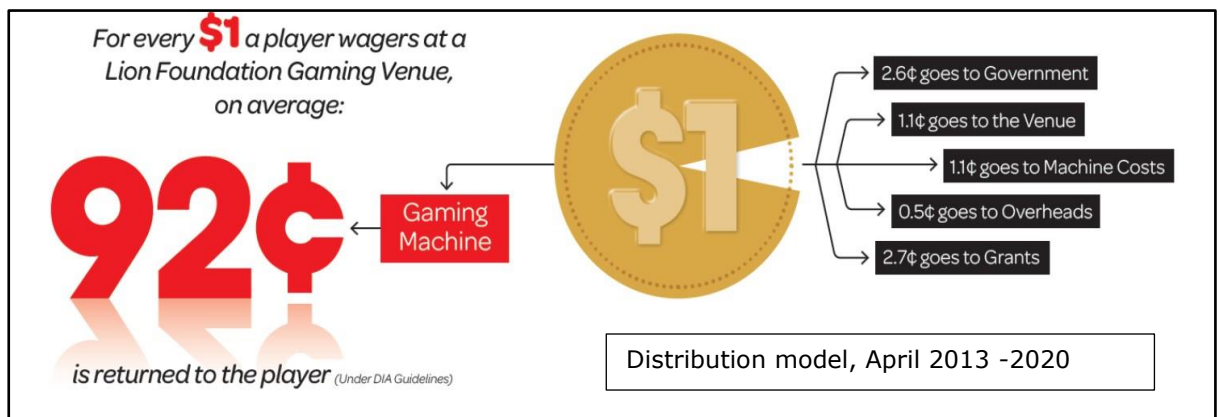 For every $1 a player wagers at a
Lion Foundation Gaming Venue,
on average:
92¢
is returned to the player (Under DIA Guidelines)
Gaming
Machine
$1
2.6¢ goes to Government
1.1¢ goes to the Venue
1.1¢ goes to Machine Costs
0.5¢ goes to Overheads
2.7¢ goes to Grants
Distribution model, April 2013 -2020